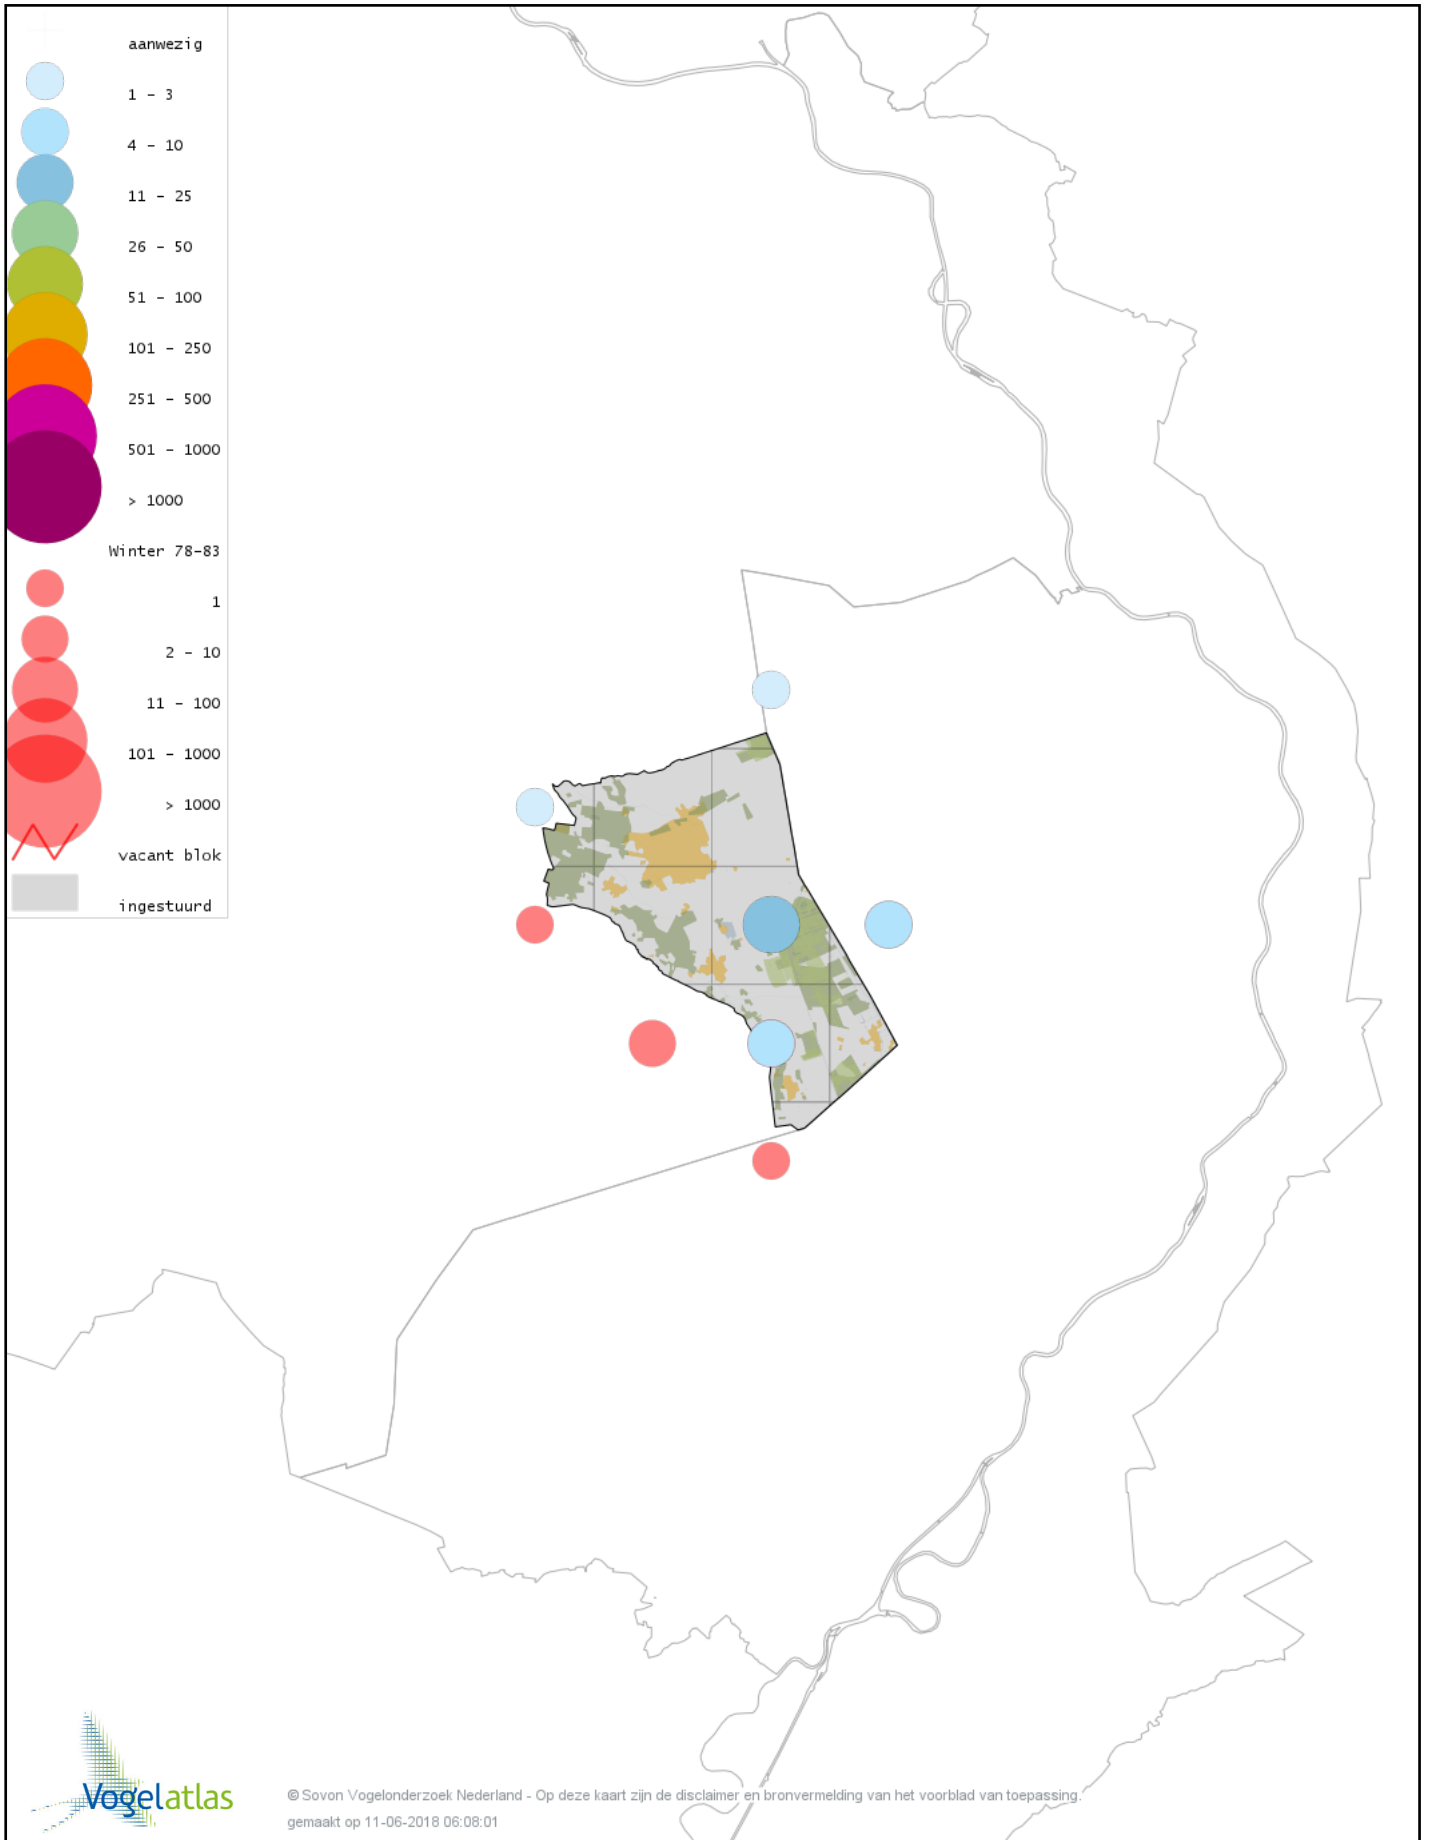 aanwezig
1 – 3
4 – 10
11 – 25
26 – 50
51 – 100
101 – 250
251 – 500
501 – 1000
> 1000
Winter 78–83
1
2 – 10
11 – 100
101 – 1000
> 1000
vacant blok
ingestuurd
Vogelatlas
© Sovon Vogelonderzoek Nederland - Op deze kaart zijn de disclaimer en bronvermelding van het voorblad van toepassing.
gemaakt op 11-06-2018 06:08:01